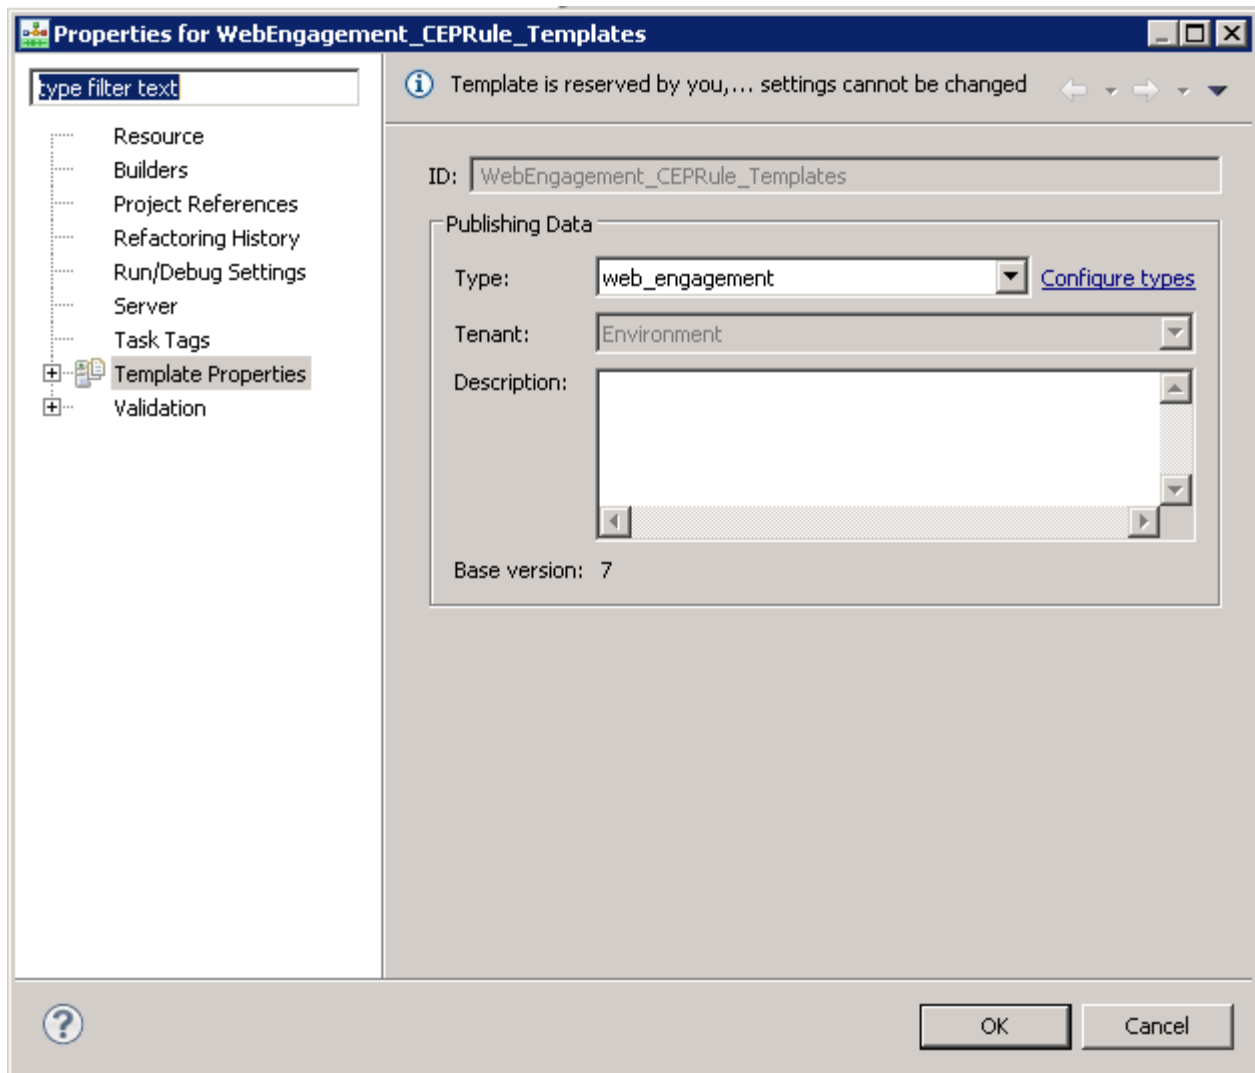 Properties for WebEngagement_CEPRule_Templates
type filter text
Resource
Builders
Project References
Refactoring History
Run/Debug Settings
Server
Task Tags
Template Properties
Validation
Template is reserved by you,... settings cannot be changed
ID: WebEngagement_CEPRule_Templates
Publishing Data
Type: web_engagement Configure types
Tenant: Environment
Description:
Base version: 7
OK Cancel